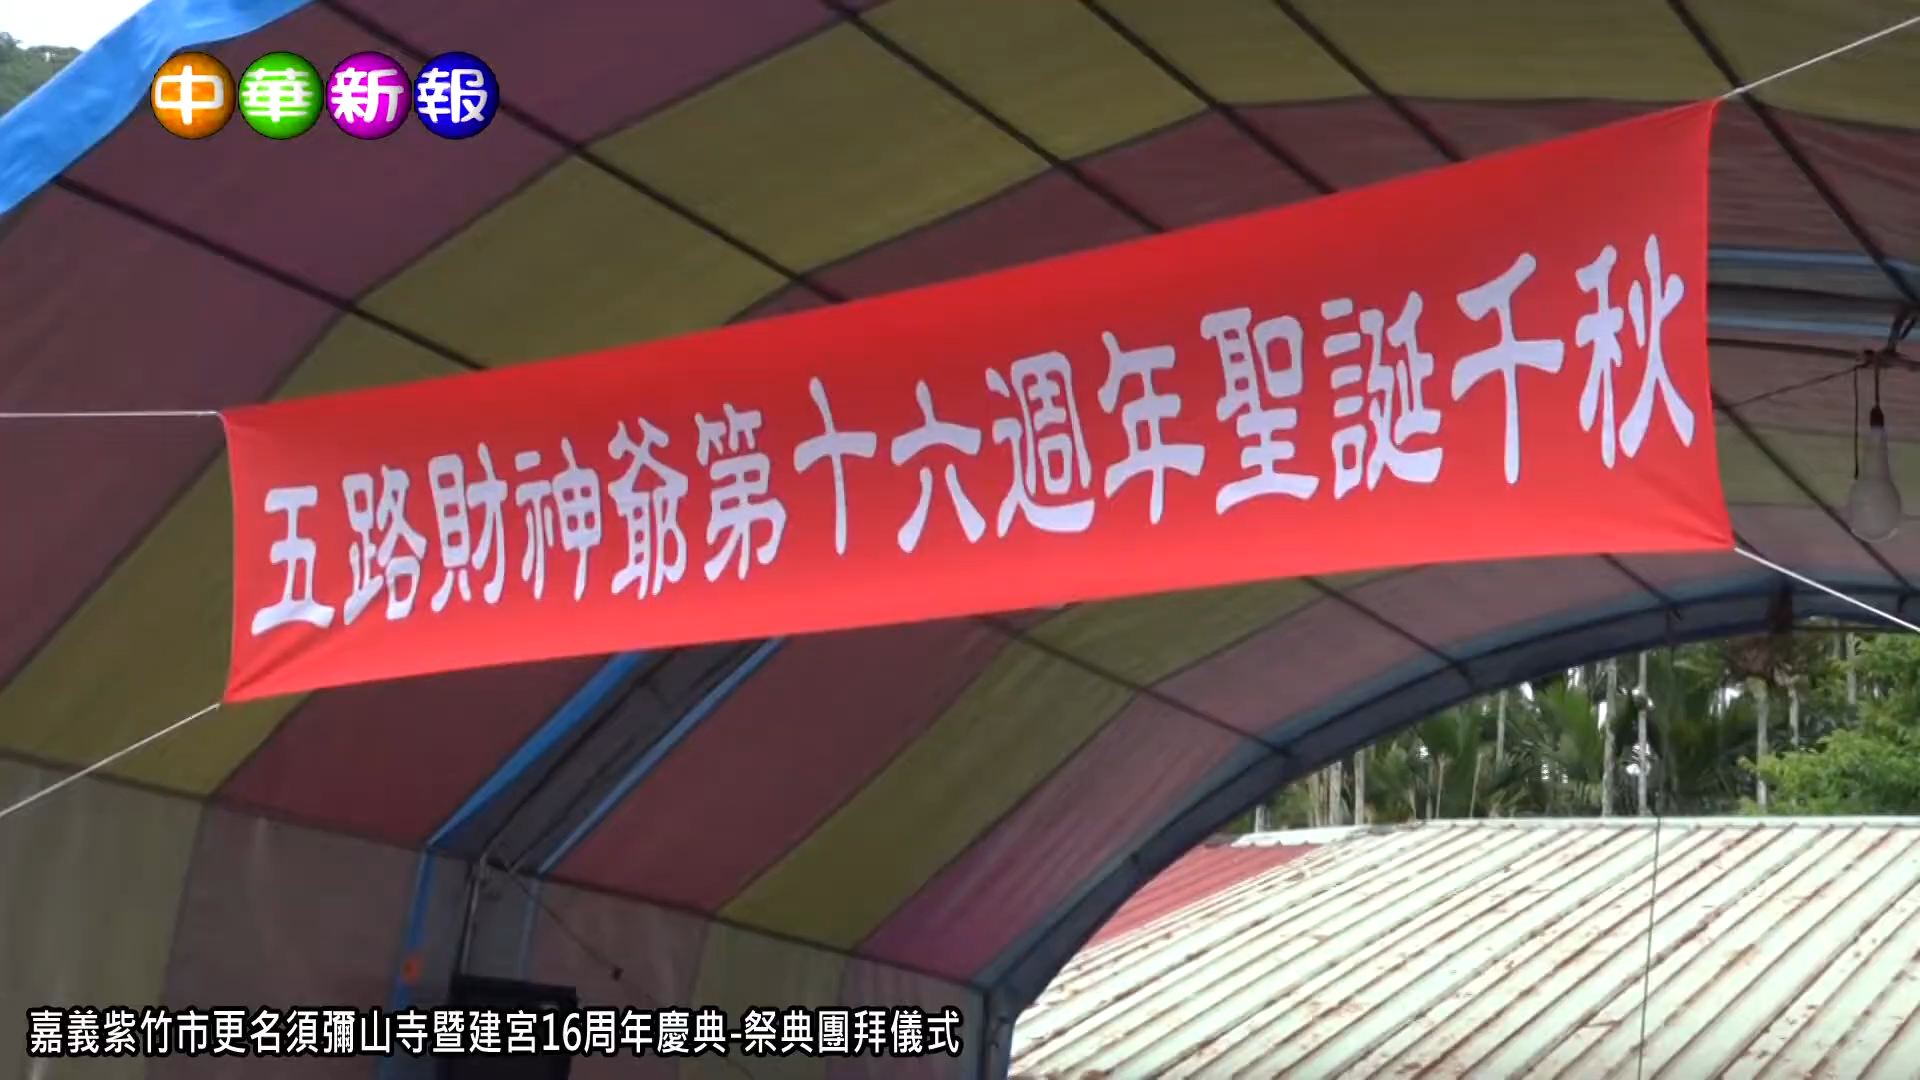 中華新報
五路財神爺第十六週年聖誕千秋
嘉義紫竹市更名須彌山寺暨建宮16周年慶典-祭典團拜儀式